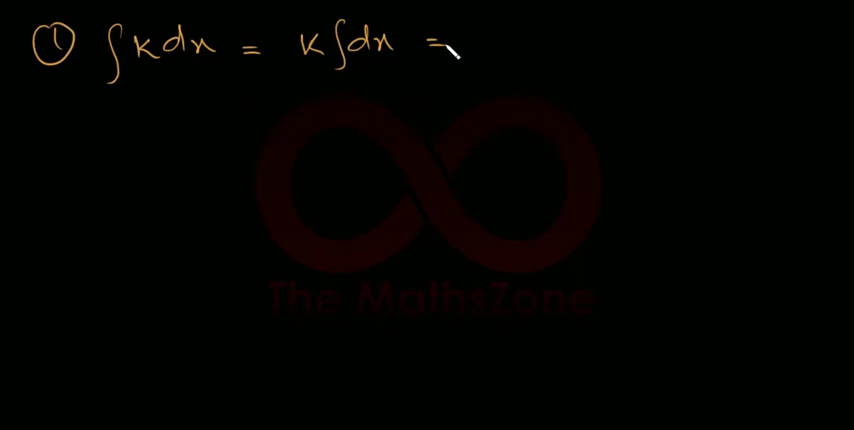 ① ∫ k dx = k ∫ dx =
The MathsZone